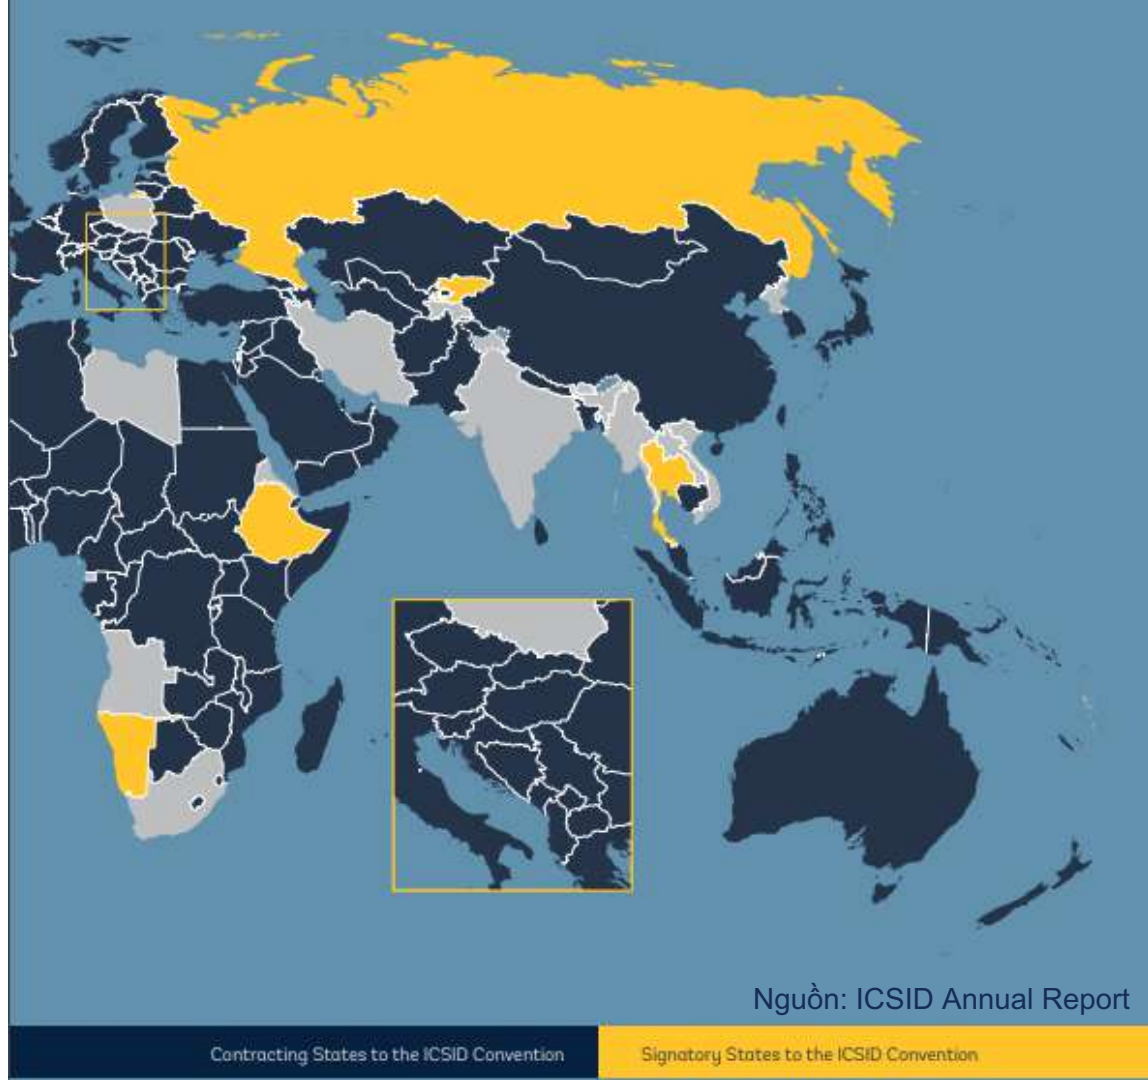 Nguồn: ICSID Annual Report
Contracting States to the ICSID Convention
Signatory States to the ICSID Convention